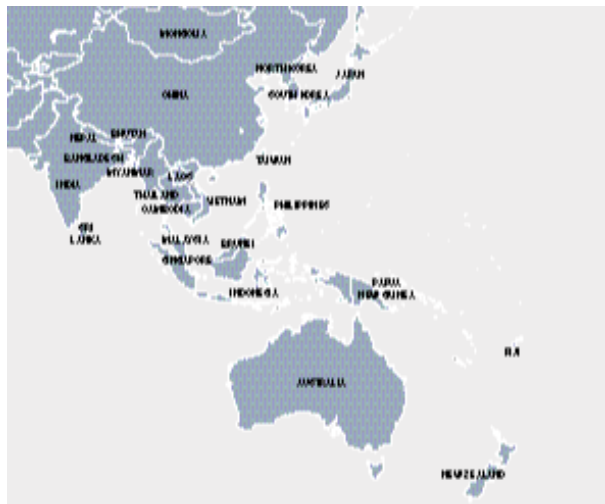 MONGOLIA
NORTH KOREA
JAPAN
CHINA
SOUTH KOREA
NEPAL
BHUTAN
BANGLADESH
TAIWAN
MYANMAR
LAOS
INDIA
THAILAND
VIETNAM
CAMBODIA
PHILIPPINES
SRI
LANKA
MALAYSIA
BRUNEI
SINGAPORE
INDONESIA
PAPUA
NEW GUINEA
FIJI
AUSTRALIA
NEW ZEALAND